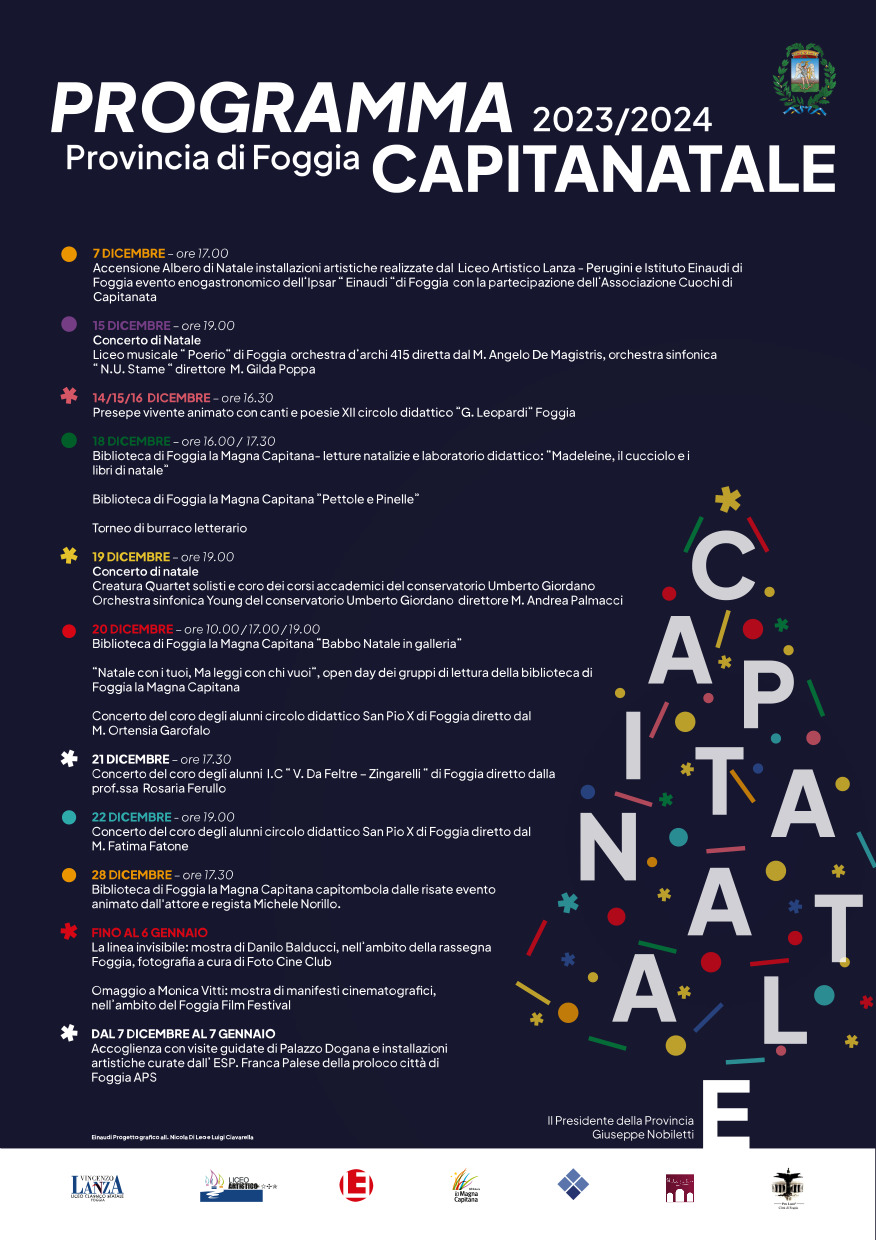 PROGRAMMA 2023/2024
Provincia di Foggia CAPITANATALE
7 DICEMBRE – ore 17.00
Accensione Albero di Natale installazioni artistiche realizzate dal Liceo Artistico Lanza - Perugini e Istituto Einaudi di
Foggia evento enogastronomico dell'Ipsar " Einaudi "di Foggia con la partecipazione dell'Associazione Cuochi di
Capitanata
15 DICEMBRE – ore 19.00
Concerto di Natale
Liceo musicale " Poerio" di Foggia orchestra d'archi 415 diretta dal M. Angelo De Magistris, orchestra sinfonica
" N.U. Stame " direttore M. Gilda Poppa
14/15/16 DICEMBRE – ore 16.30
Presepe vivente animato con canti e poesie XII circolo didattico "G. Leopardi" Foggia
18 DICEMBRE – ore 16.00 / 17.30
Biblioteca di Foggia la Magna Capitana- letture natalizie e laboratorio didattico: "Madeleine, il cucciolo e i
libri di natale"
Biblioteca di Foggia la Magna Capitana "Pettole e Pinelle"
Torneo di burraco letterario
19 DICEMBRE – ore 19.00
Concerto di natale
Creatura Quartet solisti e coro dei corsi accademici del conservatorio Umberto Giordano
Orchestra sinfonica Young del conservatorio Umberto Giordano direttore M. Andrea Palmacci
20 DICEMBRE – ore 10.00 / 17.00 / 19.00
Biblioteca di Foggia la Magna Capitana "Babbo Natale in galleria"
"Natale con i tuoi, Ma leggi con chi vuoi", open day dei gruppi di lettura della biblioteca di
Foggia la Magna Capitana
Concerto del coro degli alunni circolo didattico San Pio X di Foggia diretto dal
M. Ortensia Garofalo
21 DICEMBRE – ore 17.30
Concerto del coro degli alunni I.C " V. Da Feltre – Zingarelli " di Foggia diretto dalla
prof.ssa Rosaria Ferullo
22 DICEMBRE - ore 19.00
Concerto del coro degli alunni circolo didattico San Pio X di Foggia diretto dal
M. Fatima Fatone
28 DICEMBRE – ore 17.30
Biblioteca di Foggia la Magna Capitana capitombola dalle risate evento
animato dall'attore e regista Michele Norillo.
FINO AL 6 GENNAIO
La linea invisibile: mostra di Danilo Balducci, nell'ambito della rassegna
Foggia, fotografia a cura di Foto Cine Club
Omaggio a Monica Vitti: mostra di manifesti cinematografici,
nell'ambito del Foggia Film Festival
DAL 7 DICEMBRE AL 7 GENNAIO
Accoglienza con visite guidate di Palazzo Dogana e installazioni
artistiche curate dall' ESP. Franca Palese della proloco città di
Foggia APS
C
A
P
I
T
A
N
A
T
A
L
E
Il Presidente della Provincia
Giuseppe Nobiletti
Einaudi Progetto grafico all. Nicola Di Leo e Luigi Ciavarella
VINCENZO
LANZA
LICEO CLASSICO STATALE
FOGGIA
LICEO
ARTISTICO
la Magna
Capitana